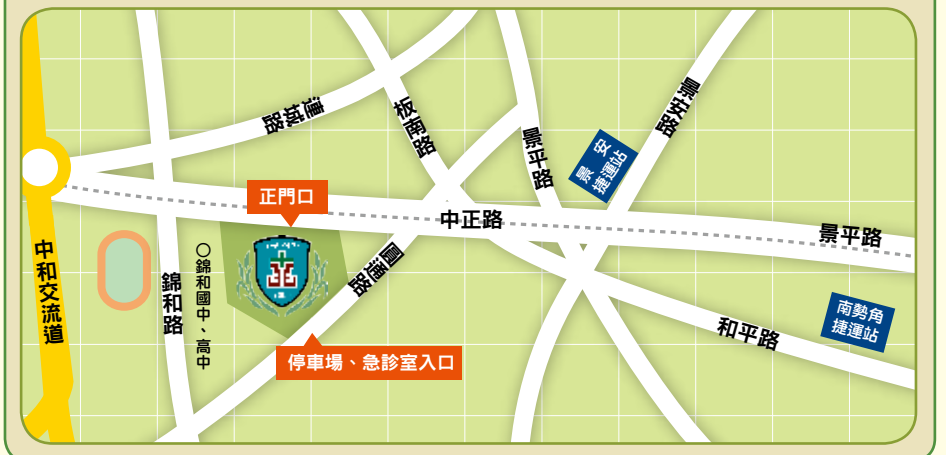 連城路
板南路
景平路
景安路
景安
捷運站
正門口
中正路
景平路
中和交流道
錦和路
〇錦和國中、高中
圓通路
停車場、急診室入口
和平路
南勢角
捷運站